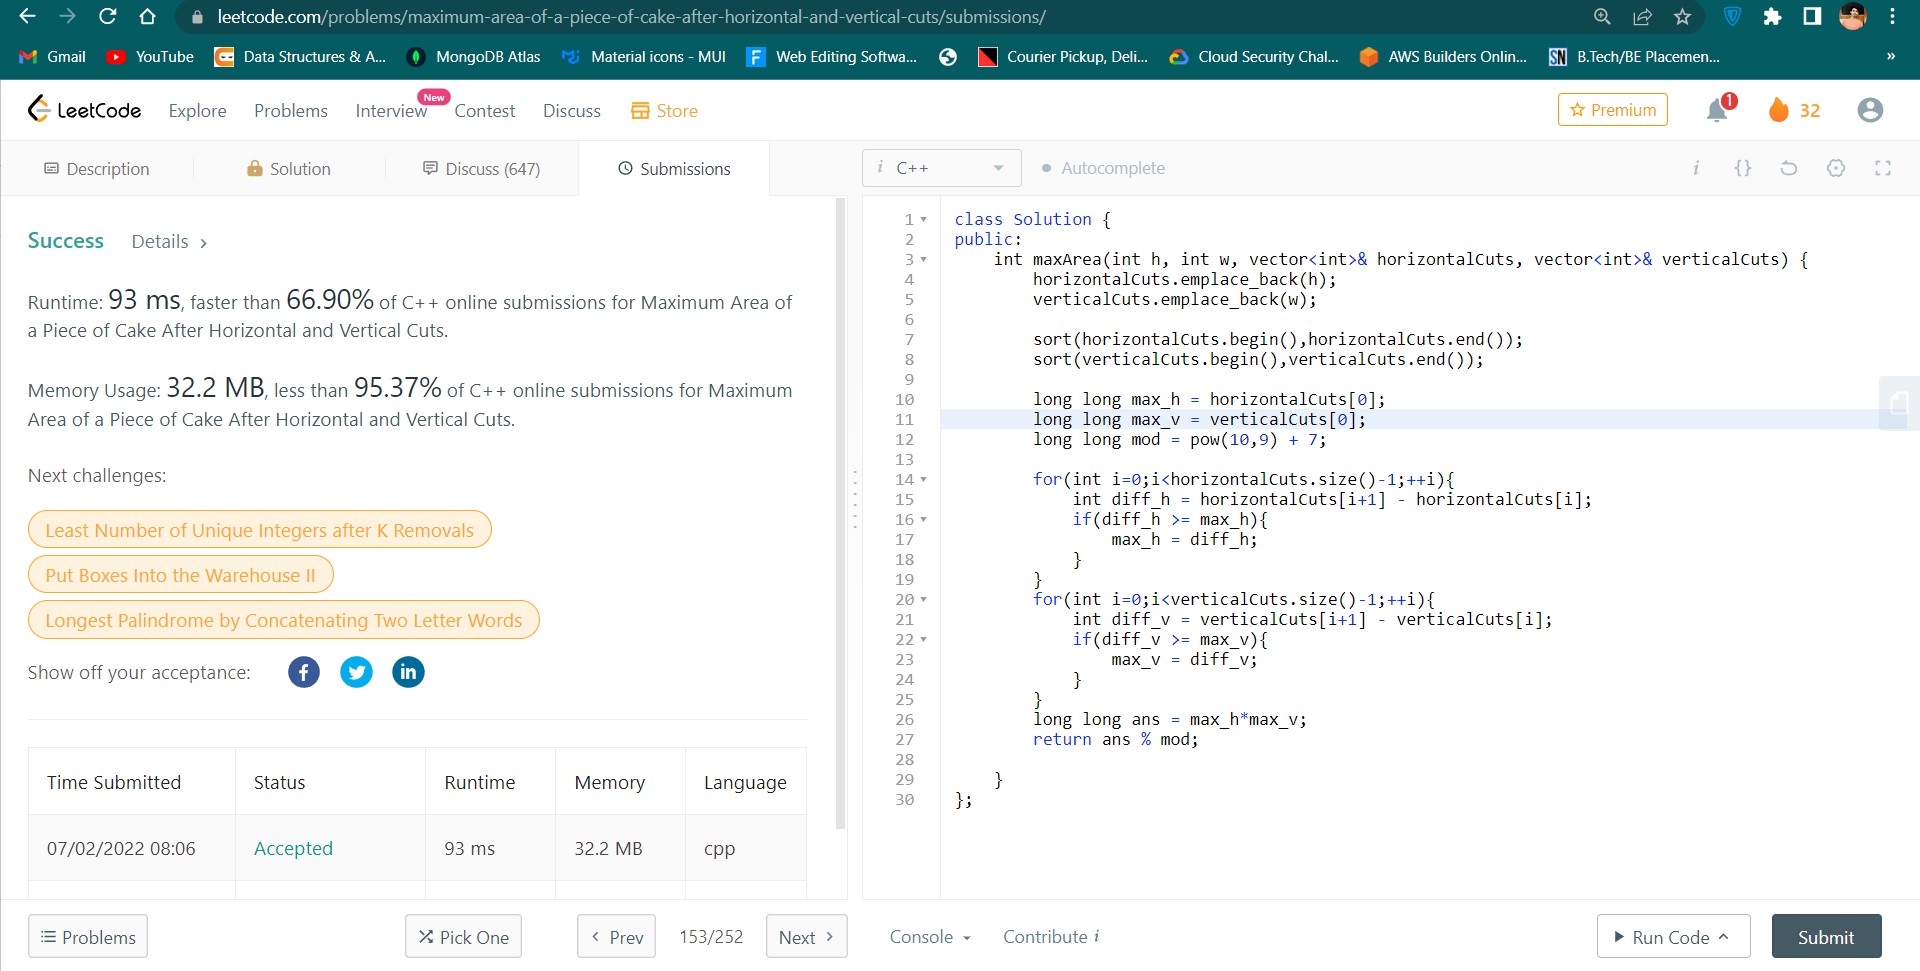 leetcode.com/problems/maximum-area-of-a-piece-of-cake-after-horizontal-and-vertical-cuts/submissions/
Gmail YouTube Data Structures & A... MongoDB Atlas Material icons - MUI Web Editing Softwa... Courier Pickup, Deli... Cloud Security Chal... AWS Builders Onlin... SN B.Tech/BE Placemen... »
LeetCode Explore Problems Interview New Contest Discuss Store Premium 1 32
Description Solution Discuss (647) Submissions
i C++ Autocomplete i {}
Success Details >
Runtime: 93 ms, faster than 66.90% of C++ online submissions for Maximum Area of
a Piece of Cake After Horizontal and Vertical Cuts.
Memory Usage: 32.2 MB, less than 95.37% of C++ online submissions for Maximum
Area of a Piece of Cake After Horizontal and Vertical Cuts.
Next challenges:
Least Number of Unique Integers after K Removals
Put Boxes Into the Warehouse II
Longest Palindrome by Concatenating Two Letter Words
Show off your acceptance:
Time Submitted Status Runtime Memory Language
07/02/2022 08:06 Accepted 93 ms 32.2 MB cpp
1 class Solution {
2 public:
3     int maxArea(int h, int w, vector<int>& horizontalCuts, vector<int>& verticalCuts) {
4         horizontalCuts.emplace_back(h);
5         verticalCuts.emplace_back(w);
6
7         sort(horizontalCuts.begin(),horizontalCuts.end());
8         sort(verticalCuts.begin(),verticalCuts.end());
9
10         long long max_h = horizontalCuts[0];
11         long long max_v = verticalCuts[0];
12         long long mod = pow(10,9) + 7;
13
14         for(int i=0;i<horizontalCuts.size()-1;++i){
15             int diff_h = horizontalCuts[i+1] - horizontalCuts[i];
16             if(diff_h >= max_h){
17                 max_h = diff_h;
18             }
19         }
20         for(int i=0;i<verticalCuts.size()-1;++i){
21             int diff_v = verticalCuts[i+1] - verticalCuts[i];
22             if(diff_v >= max_v){
23                 max_v = diff_v;
24             }
25         }
26         long long ans = max_h*max_v;
27         return ans % mod;
28
29     }
30 };
Problems Pick One < Prev 153/252 Next > Console Contribute i Run Code Submit